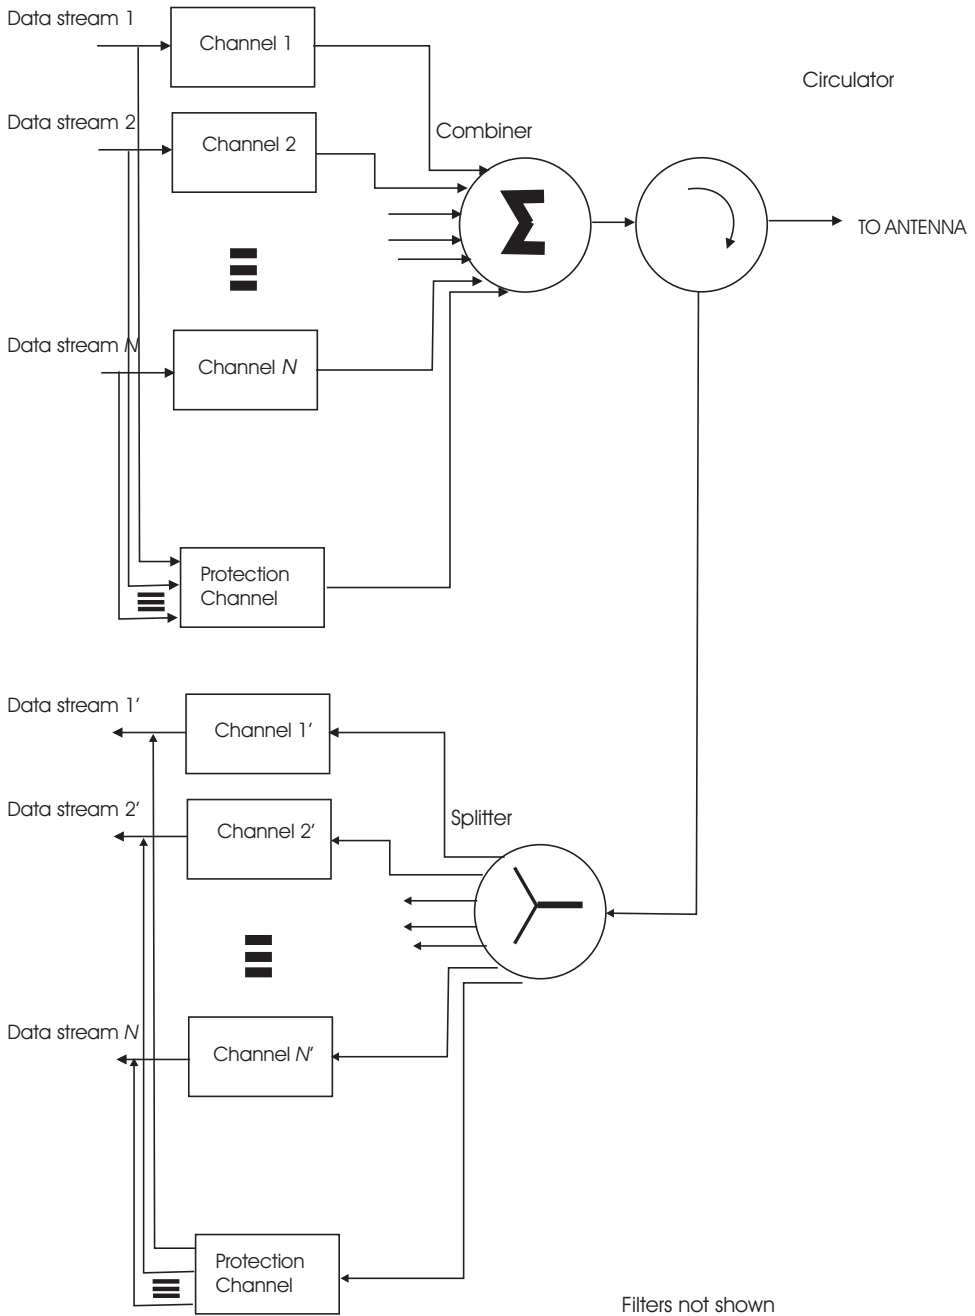 Data stream 1
Channel 1
Circulator
Data stream 2
Combiner
Channel 2
Σ
TO ANTENNA
Data stream N
Channel N
Protection
Channel
Data stream 1’
Channel 1’
Data stream 2’
Splitter
Channel 2’
Data stream N
Channel N’
Protection
Channel
Filters not shown